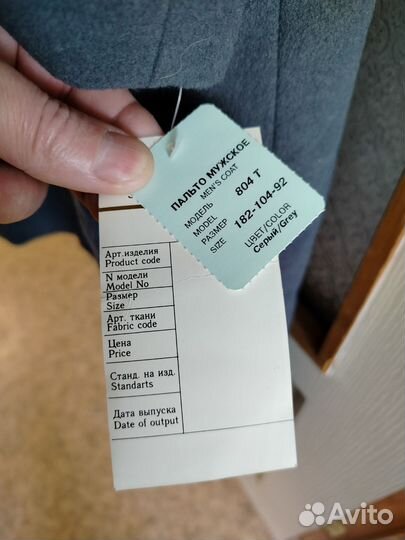 ПАЛЬТО МУЖСКОЕ
MEN'S COAT
МОДЕЛЬ 804 Т
MODEL
РАЗМЕР 182-104-92
SIZE
ЦВЕТ/COLOR
Серый/Grey
Арт.изделия
Product code
N модели
Model No
Размер
Size
Арт. ткани
Fabric code
Цена
Price
Станд. на изд.
Standarts
Дата выпуска
Date of output
Avito